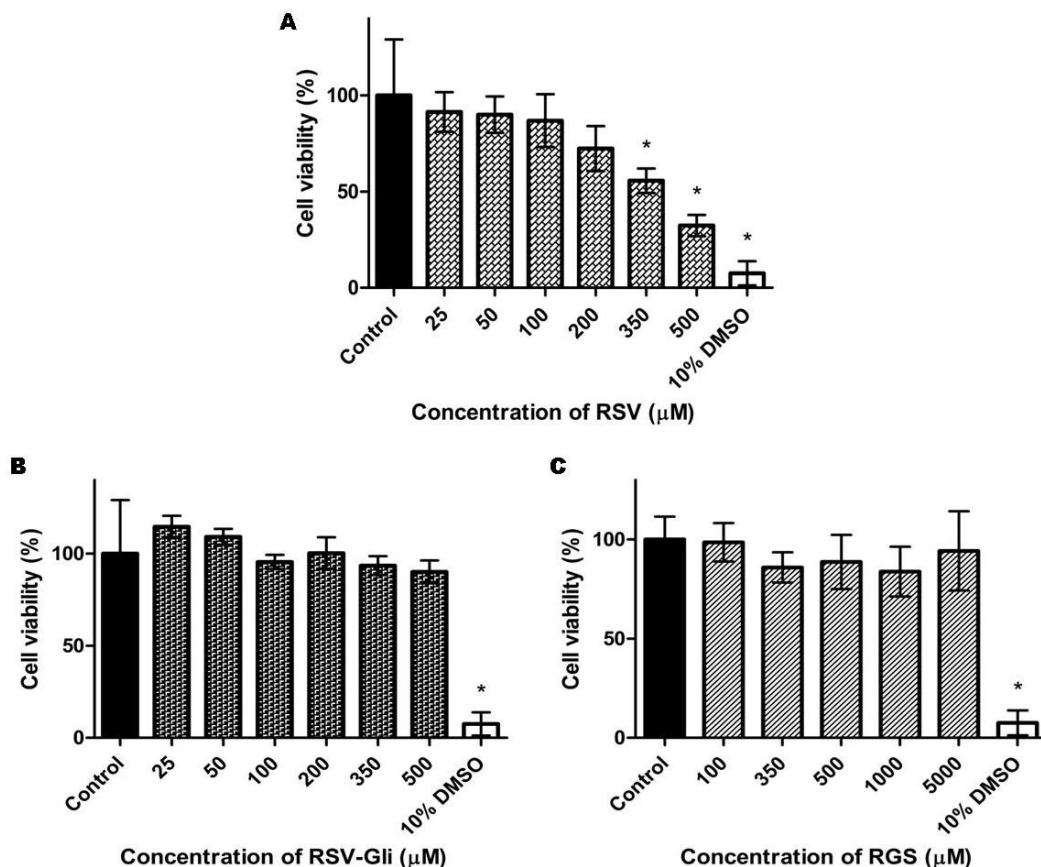 A
Cell viability (%)
100
50
0
*
*
*
Control
25
50
100
200
350
500
10% DMSO
Concentration of RSV (μM)
B
Cell viability (%)
100
50
0
*
Control
25
50
100
200
350
500
10% DMSO
Concentration of RSV-Gli (μM)
C
Cell viability (%)
100
50
0
*
Control
100
350
500
1000
5000
10% DMSO
Concentration of RGS (μM)